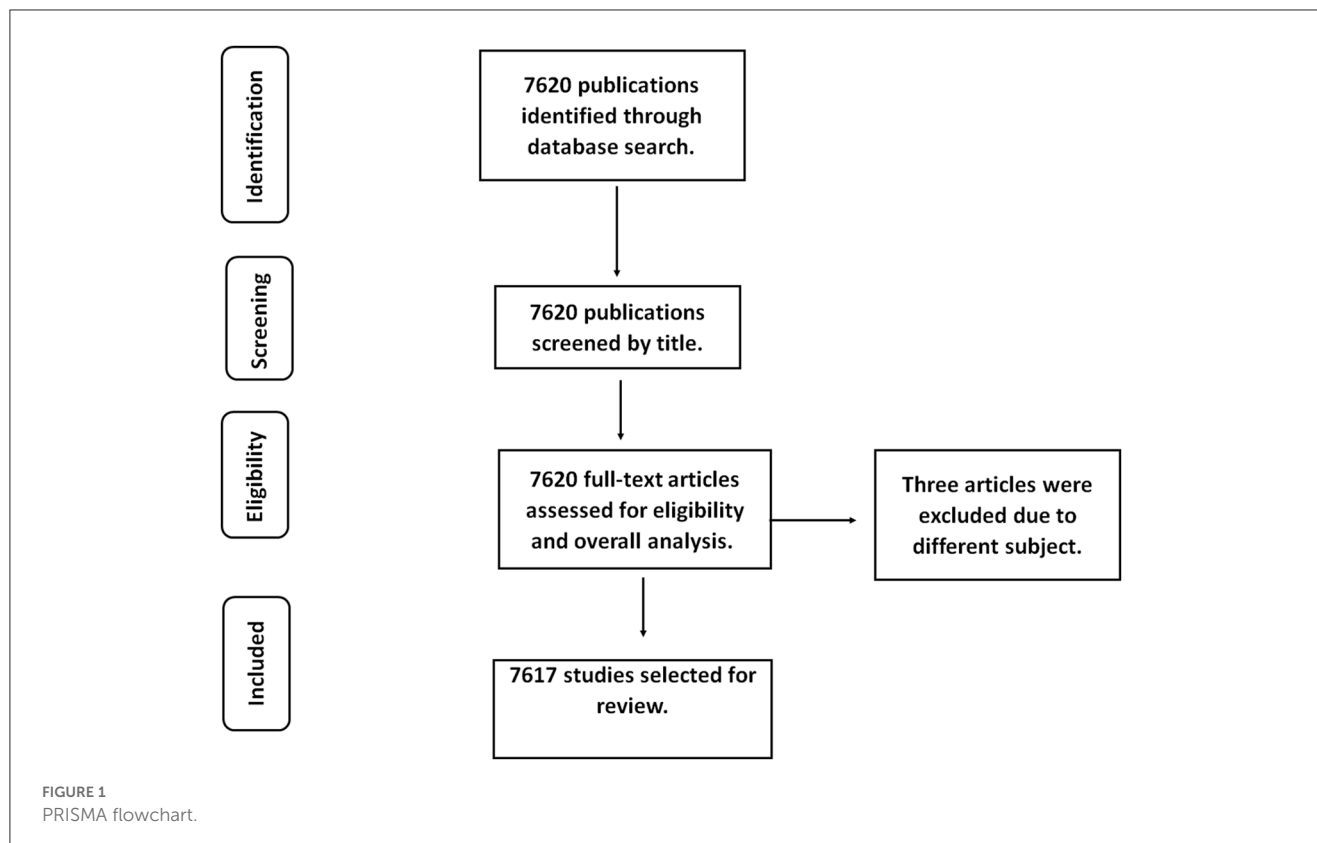 Identification
7620 publications
identified through
database search.
Screening
7620 publications
screened by title.
Eligibility
7620 full-text articles
assessed for eligibility
and overall analysis.
Three articles were
excluded due to
different subject.
Included
7617 studies selected for
review.
FIGURE 1
PRISMA flowchart.